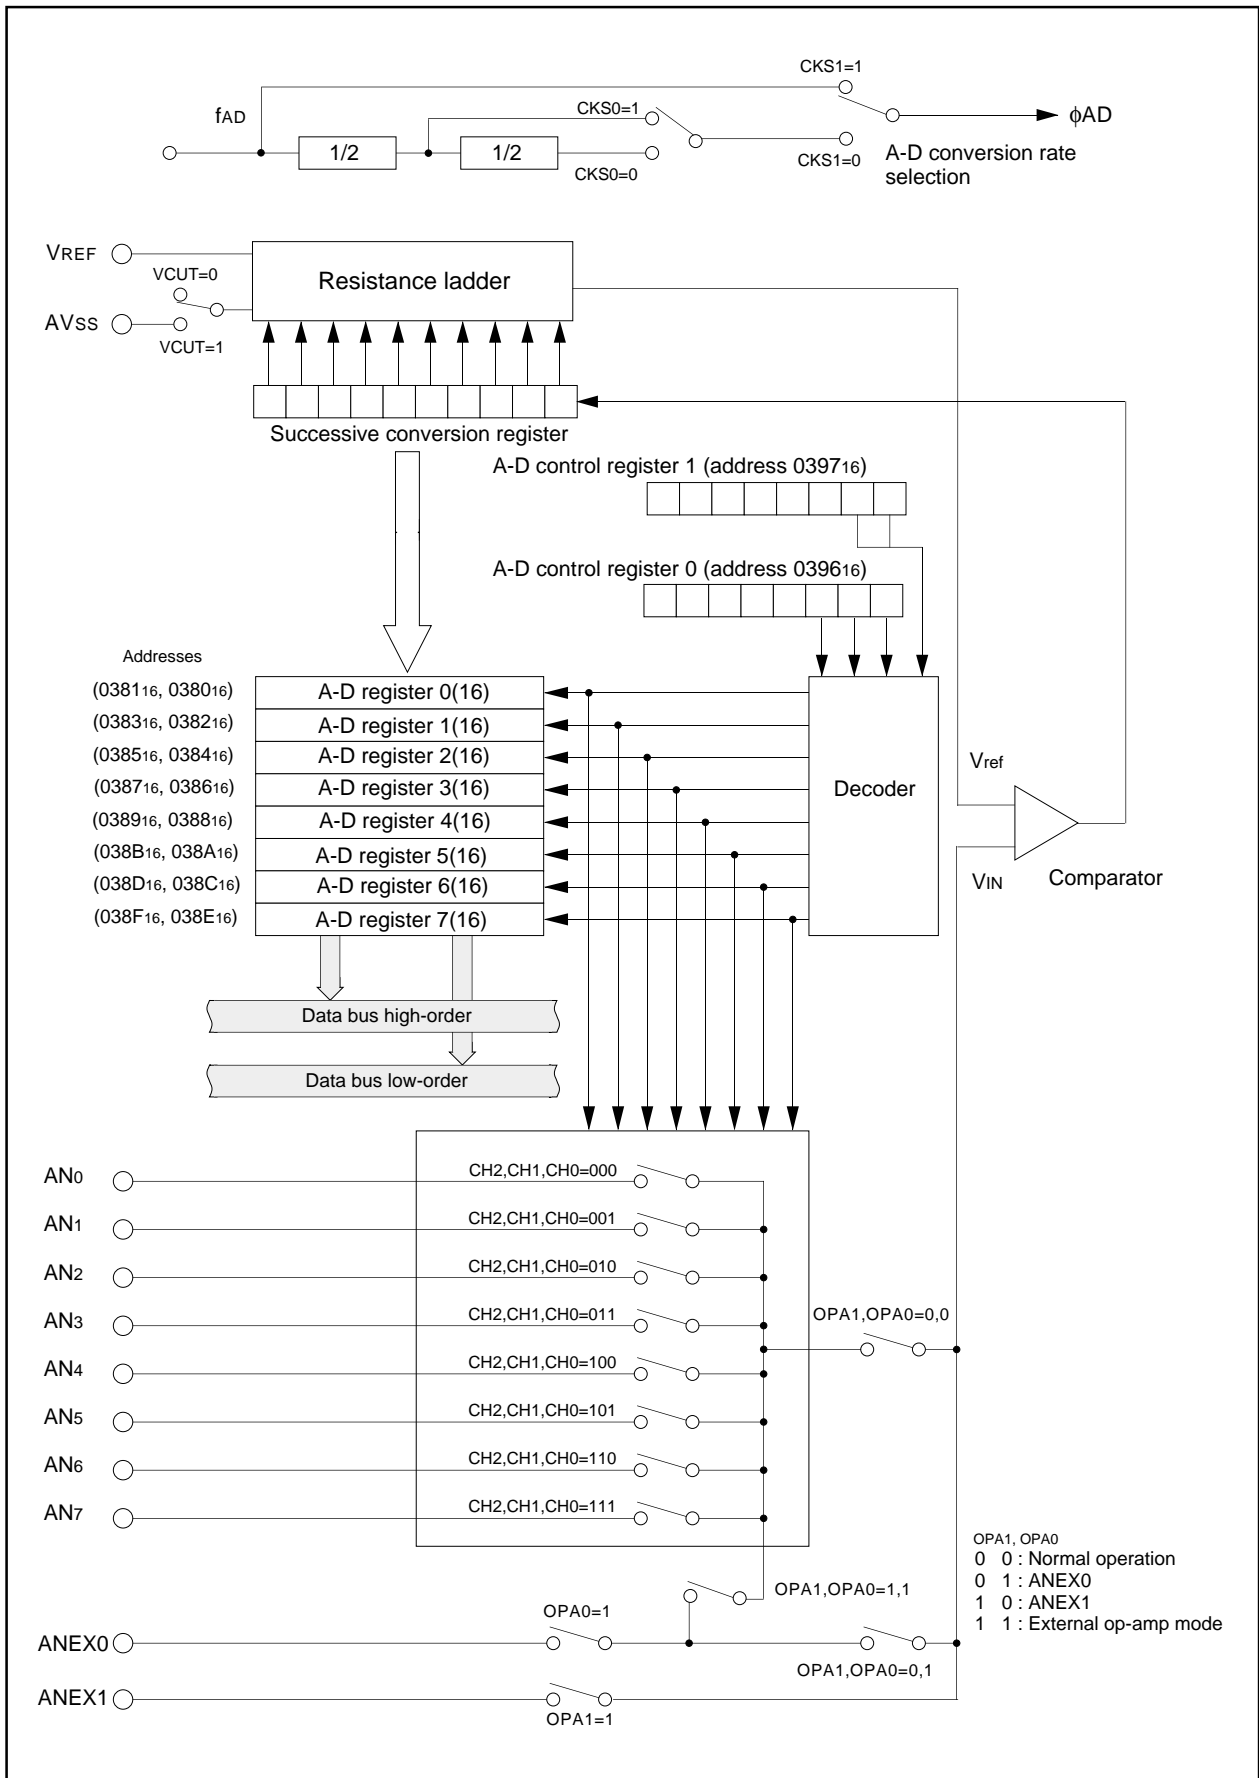 CKS1=1
fAD
CKS0=1
φAD
1/2
1/2
CKS0=0
CKS1=0
A-D conversion rate
selection
VREF
VCUT=0
Resistance ladder
AVSS
VCUT=1
Successive conversion register
A-D control register 1 (address 039716)
A-D control register 0 (address 039616)
Addresses
(038116, 038016)
A-D register 0(16)
(038316, 038216)
A-D register 1(16)
(038516, 038416)
A-D register 2(16)
(038716, 038616)
A-D register 3(16)
(038916, 038816)
A-D register 4(16)
(038B16, 038A16)
A-D register 5(16)
(038D16, 038C16)
A-D register 6(16)
(038F16, 038E16)
A-D register 7(16)
Decoder
Vref
VIN
Comparator
Data bus high-order
Data bus low-order
AN0
CH2,CH1,CH0=000
AN1
CH2,CH1,CH0=001
AN2
CH2,CH1,CH0=010
AN3
CH2,CH1,CH0=011
OPA1,OPA0=0,0
AN4
CH2,CH1,CH0=100
AN5
CH2,CH1,CH0=101
AN6
CH2,CH1,CH0=110
AN7
CH2,CH1,CH0=111
OPA1, OPA0
0 0 : Normal operation
0 1 : ANEX0
1 0 : ANEX1
1 1 : External op-amp mode
OPA1,OPA0=1,1
OPA0=1
ANEX0
OPA1,OPA0=0,1
ANEX1
OPA1=1